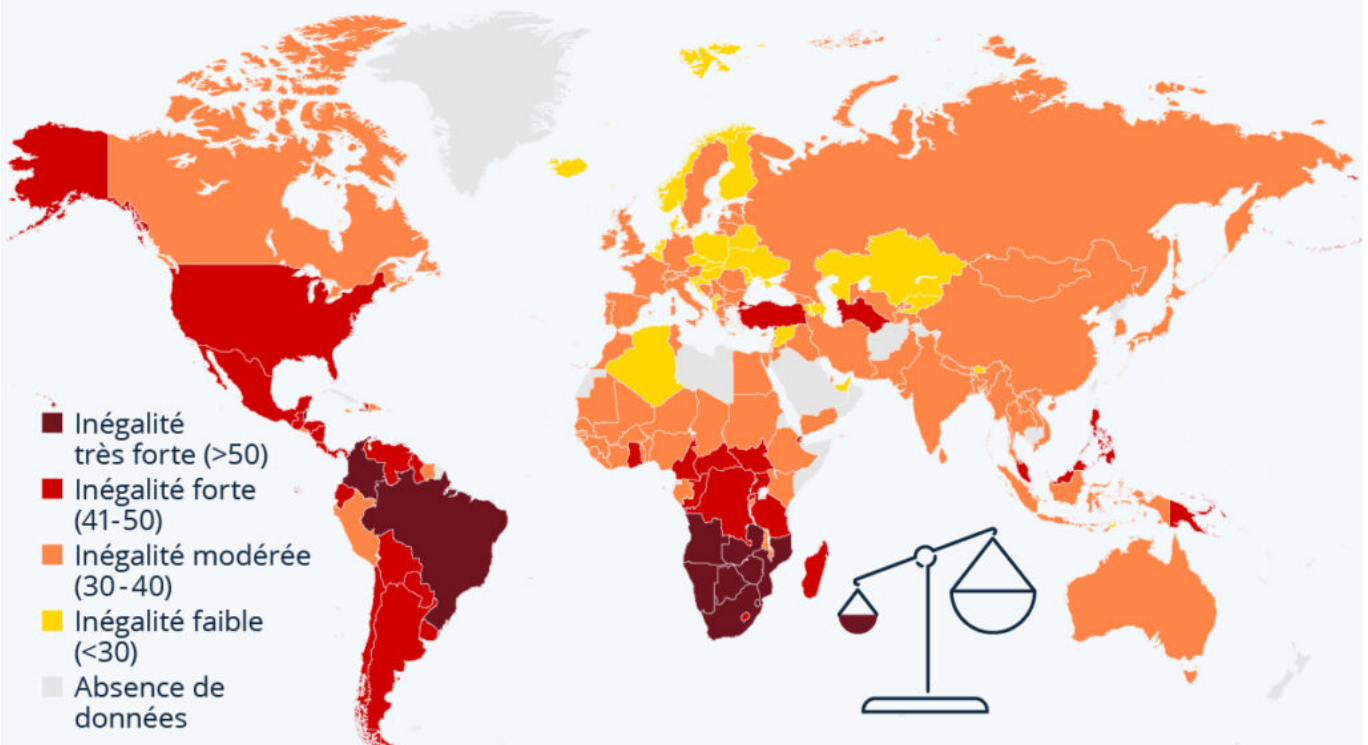 Inégalité
très forte (>50)
Inégalité forte
(41-50)
Inégalité modérée
(30-40)
Inégalité faible
(<30)
Absence de
données